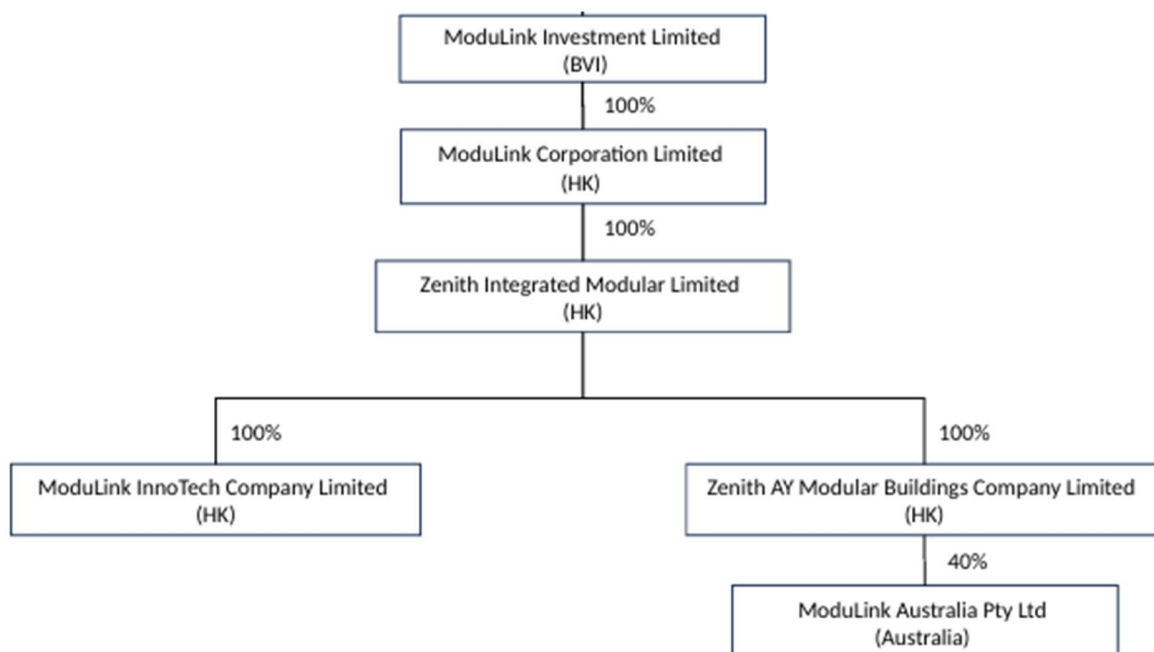 ModuLink Investment Limited
(BVI)
100%
ModuLink Corporation Limited
(HK)
100%
Zenith Integrated Modular Limited
(HK)
100%
100%
ModuLink InnoTech Company Limited
(HK)
Zenith AY Modular Buildings Company Limited
(HK)
40%
ModuLink Australia Pty Ltd
(Australia)